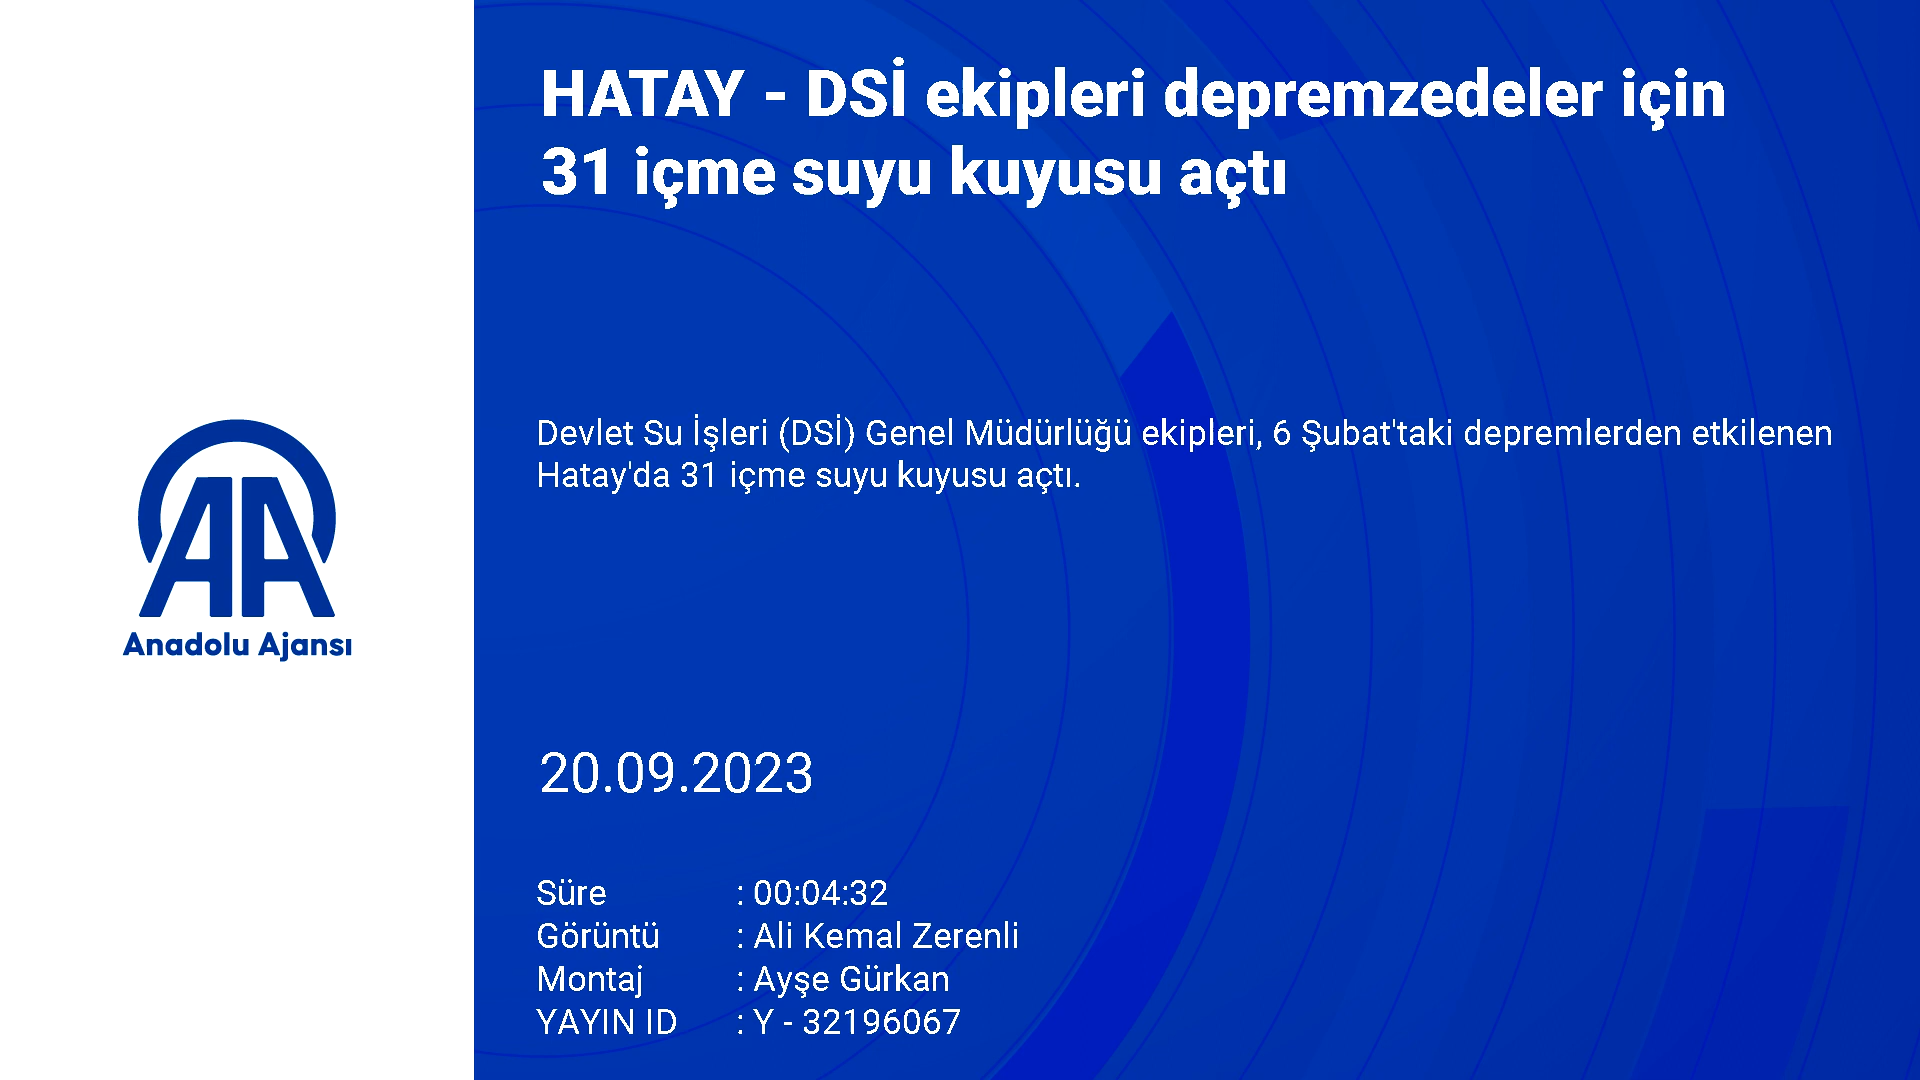 HATAY - DSİ ekipleri depremzedeler için
31 içme suyu kuyusu açtı
Devlet Su İşleri (DSİ) Genel Müdürlüğü ekipleri, 6 Şubat'taki depremlerden etkilenen
Hatay'da 31 içme suyu kuyusu açtı.
AA
Anadolu Ajansı
20.09.2023
Süre : 00:04:32
Görüntü : Ali Kemal Zerenli
Montaj : Ayşe Gürkan
YAYIN ID : Y - 32196067